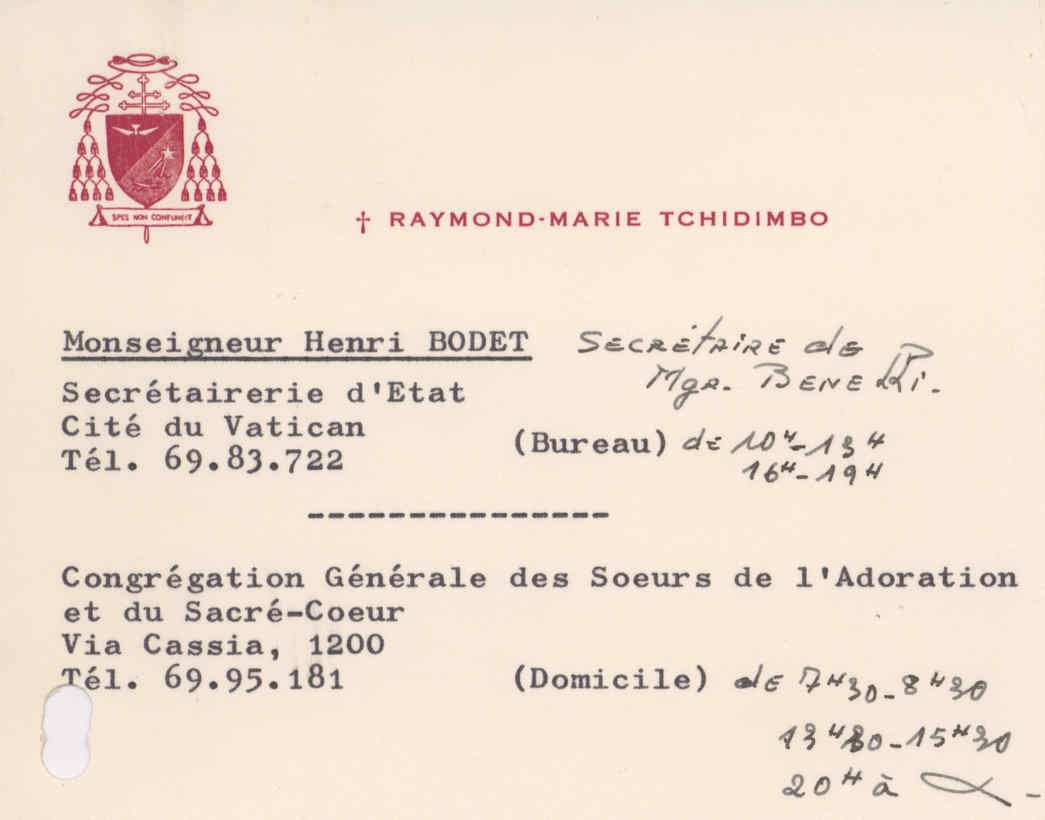 SPES NON CONFUNDIT
† RAYMOND-MARIE TCHIDIMBO
Monseigneur Henri BODET Secrétaire de
Mgr. Benelli.
Secrétairerie d'Etat
Cité du Vatican
(Bureau) de 10H-13H
Tél. 69.83.722
16H-19H
---------------
Congrégation Générale des Soeurs de l'Adoration
et du Sacré-Coeur
Via Cassia, 1200
Tél. 69.95.181 (Domicile) de 7H30-8H30
13H30-15H30
20H à